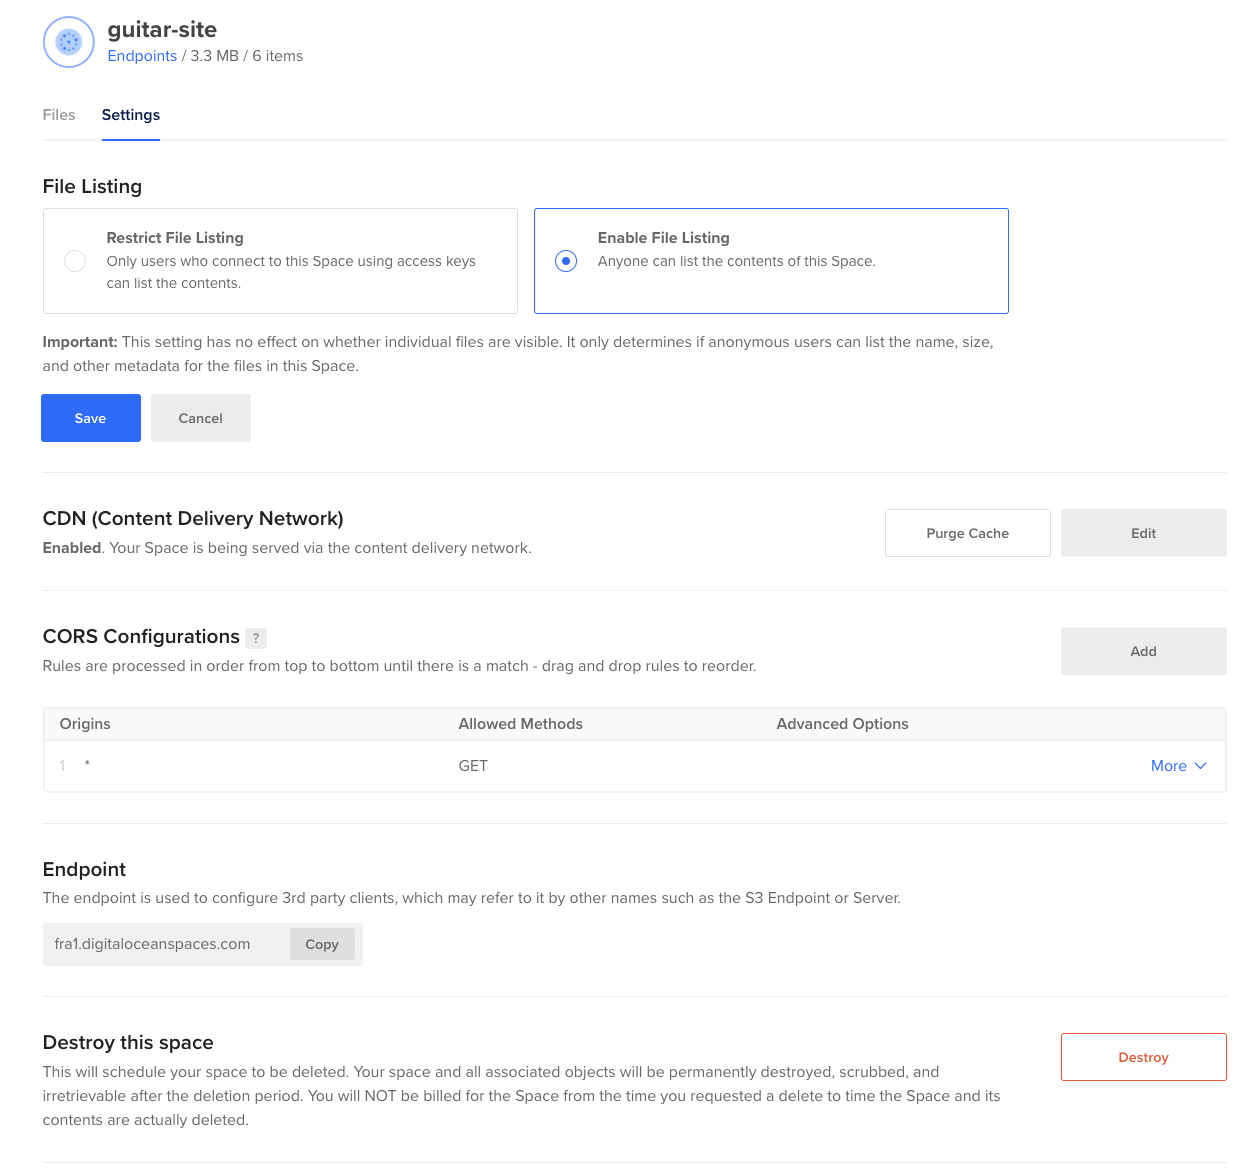 guitar-site
Endpoints / 3.3 MB / 6 items
Files Settings
File Listing
Restrict File Listing
Only users who connect to this Space using access keys
can list the contents.
Enable File Listing
Anyone can list the contents of this Space.
Important: This setting has no effect on whether individual files are visible. It only determines if anonymous users can list the name, size,
and other metadata for the files in this Space.
Save Cancel
CDN (Content Delivery Network)
Enabled. Your Space is being served via the content delivery network.
Purge Cache Edit
CORS Configurations ?
Rules are processed in order from top to bottom until there is a match - drag and drop rules to reorder.
Add
Origins Allowed Methods Advanced Options
1 * GET More
Endpoint
The endpoint is used to configure 3rd party clients, which may refer to it by other names such as the S3 Endpoint or Server.
fra1.digitaloceanspaces.com Copy
Destroy this space
This will schedule your space to be deleted. Your space and all associated objects will be permanently destroyed, scrubbed, and
irretrievable after the deletion period. You will NOT be billed for the Space from the time you requested a delete to time the Space and its
contents are actually deleted.
Destroy